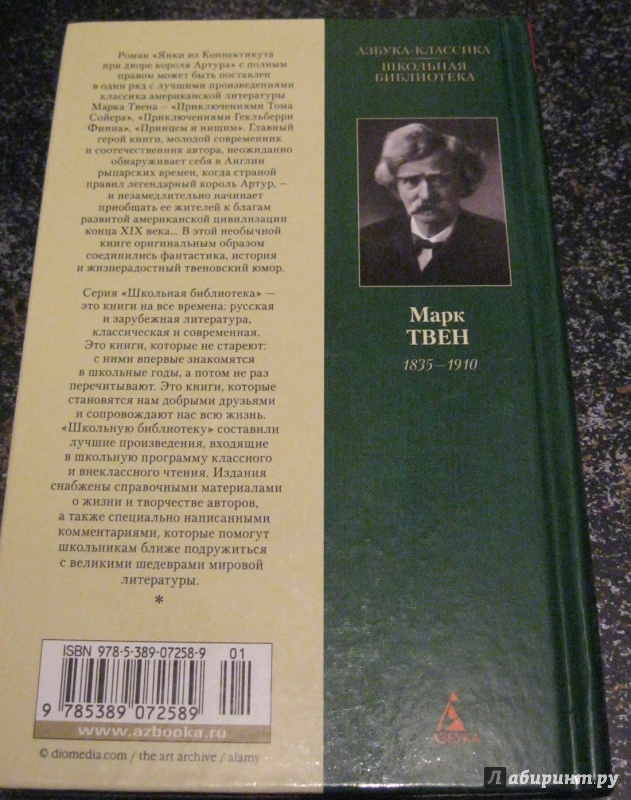 Роман «Янки из Коннектикута
при дворе короля Артура» с полным
правом может быть поставлен
в один ряд с лучшими произведениями
классика американской литературы
Марка Твена – «Приключениями Тома
Сойера», «Приключениями Гекльберри
Финна», «Принцем и нищим». Главный
герой книги, молодой современник
и соотечественник автора, неожиданно
обнаруживает себя в Англии
рыцарских времен, когда страной
правил легендарный король Артур, –
и незамедлительно начинает
приобщать ее жителей к благам
развитой американской цивилизации
конца XIX века... В этой необычной
книге оригинальным образом
соединились фантастика, история
и жизнерадостный твеновский юмор.
Серия «Школьная библиотека» —
это книги на все времена: русская
и зарубежная литература,
классическая и современная.
Это книги, которые не стареют:
с ними впервые знакомятся
в школьные годы, а потом не раз
перечитывают. Это книги, которые
становятся нам добрыми друзьями
и сопровождают нас всю жизнь.
«Школьную библиотеку» составили
лучшие произведения, входящие
в школьную программу классного
и внеклассного чтения. Издания
снабжены справочными материалами
о жизни и творчестве авторов,
а также специально написанными
комментариями, которые помогут
школьникам ближе подружиться
с великими шедеврами мировой
литературы.
*
ISBN 978-5-389-07258-9 01
9 785389 072589
www.azbooka.ru
© diomedia.com / the art archive / alamy
АЗБУКА-КЛАССИКА
ШКОЛЬНАЯ
БИБЛИОТЕКА
Марк
ТВЕН
1835—1910
АЗБУКА
Лабиринт.ру